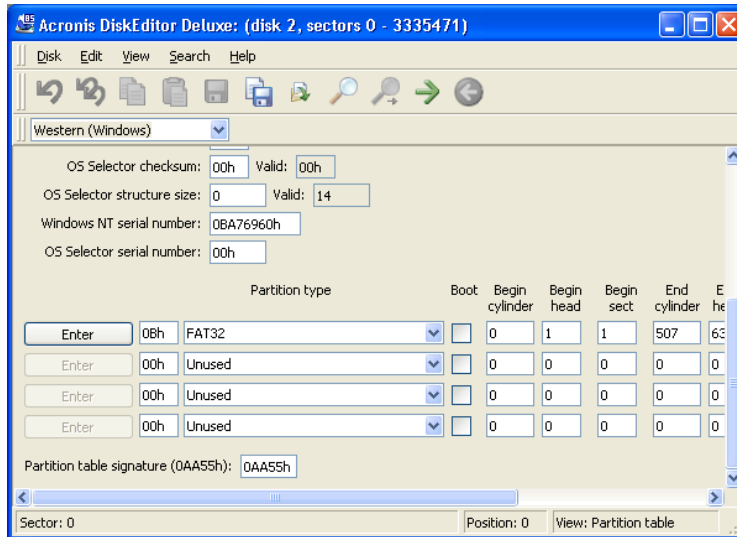 Acronis DiskEditor Deluxe: (disk 2, sectors 0 - 3335471)
Disk Edit View Search Help
Western (Windows)
OS Selector checksum: 00h Valid: 00h
OS Selector structure size: 0 Valid: 14
Windows NT serial number: 0BA76960h
OS Selector serial number: 00h
Partition type Boot Begin cylinder Begin head Begin sect End cylinder E he
Enter 0Bh FAT32 0 1 1 507 63
Enter 00h Unused 0 0 0 0 0
Enter 00h Unused 0 0 0 0 0
Enter 00h Unused 0 0 0 0 0
Partition table signature (0AA55h): 0AA55h
Sector: 0 Position: 0 View: Partition table